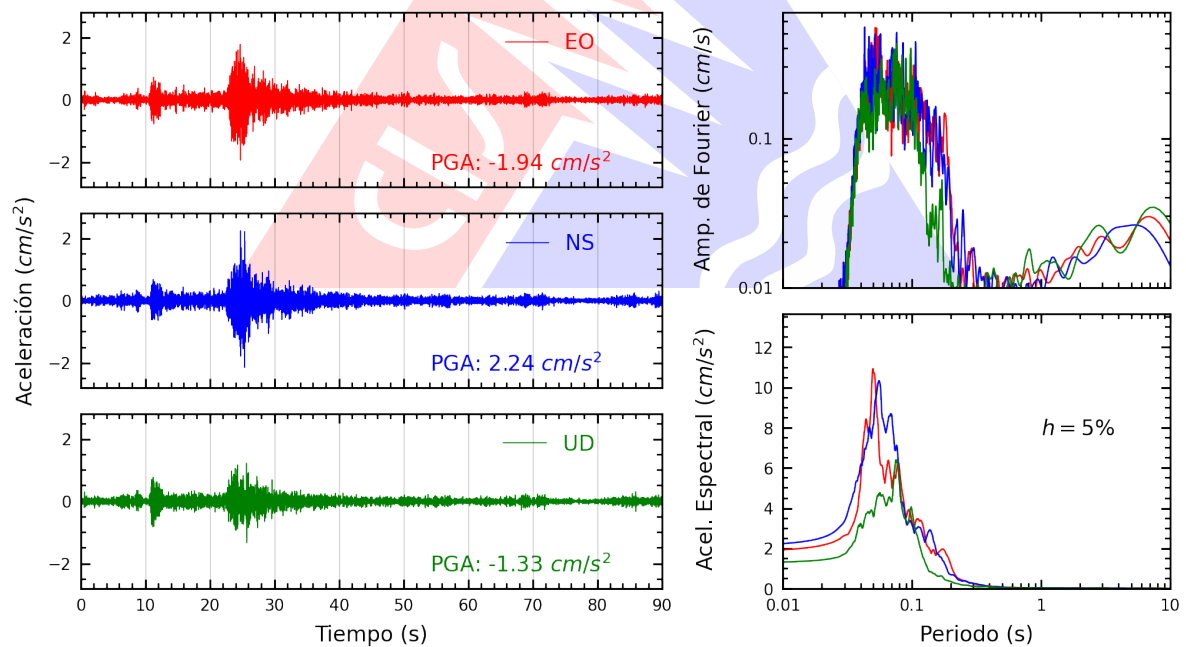 Aceleración (cm/s²)
2
0
−2
EO
PGA: -1.94 cm/s²
2
0
−2
NS
PGA: 2.24 cm/s²
2
0
−2
UD
PGA: -1.33 cm/s²
0 10 20 30 40 50 60 70 80 90
Tiempo (s)
Amp. de Fourier (cm/s)
0.1
0.01
Acel. Espectral (cm/s²)
12
10
8
6
4
2
0
h = 5%
0.01 0.1 1 10
Periodo (s)
CISMID